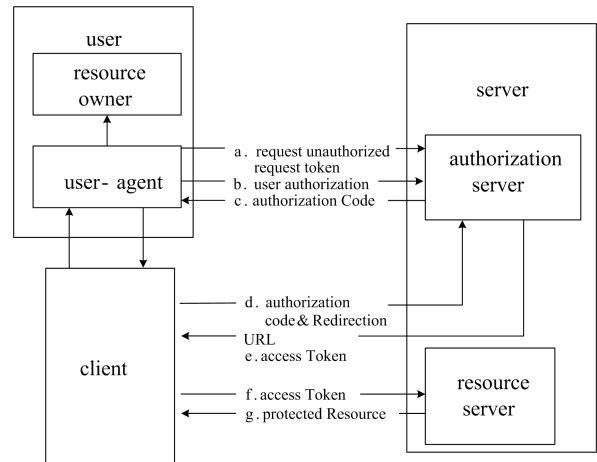 user
resource
owner
user- agent
server
authorization
server
a. request unauthorized
request token
b. user authorization
c. authorization Code
d. authorization
code & Redirection
URL
e. access Token
client
f. access Token
g. protected Resource
resource
server